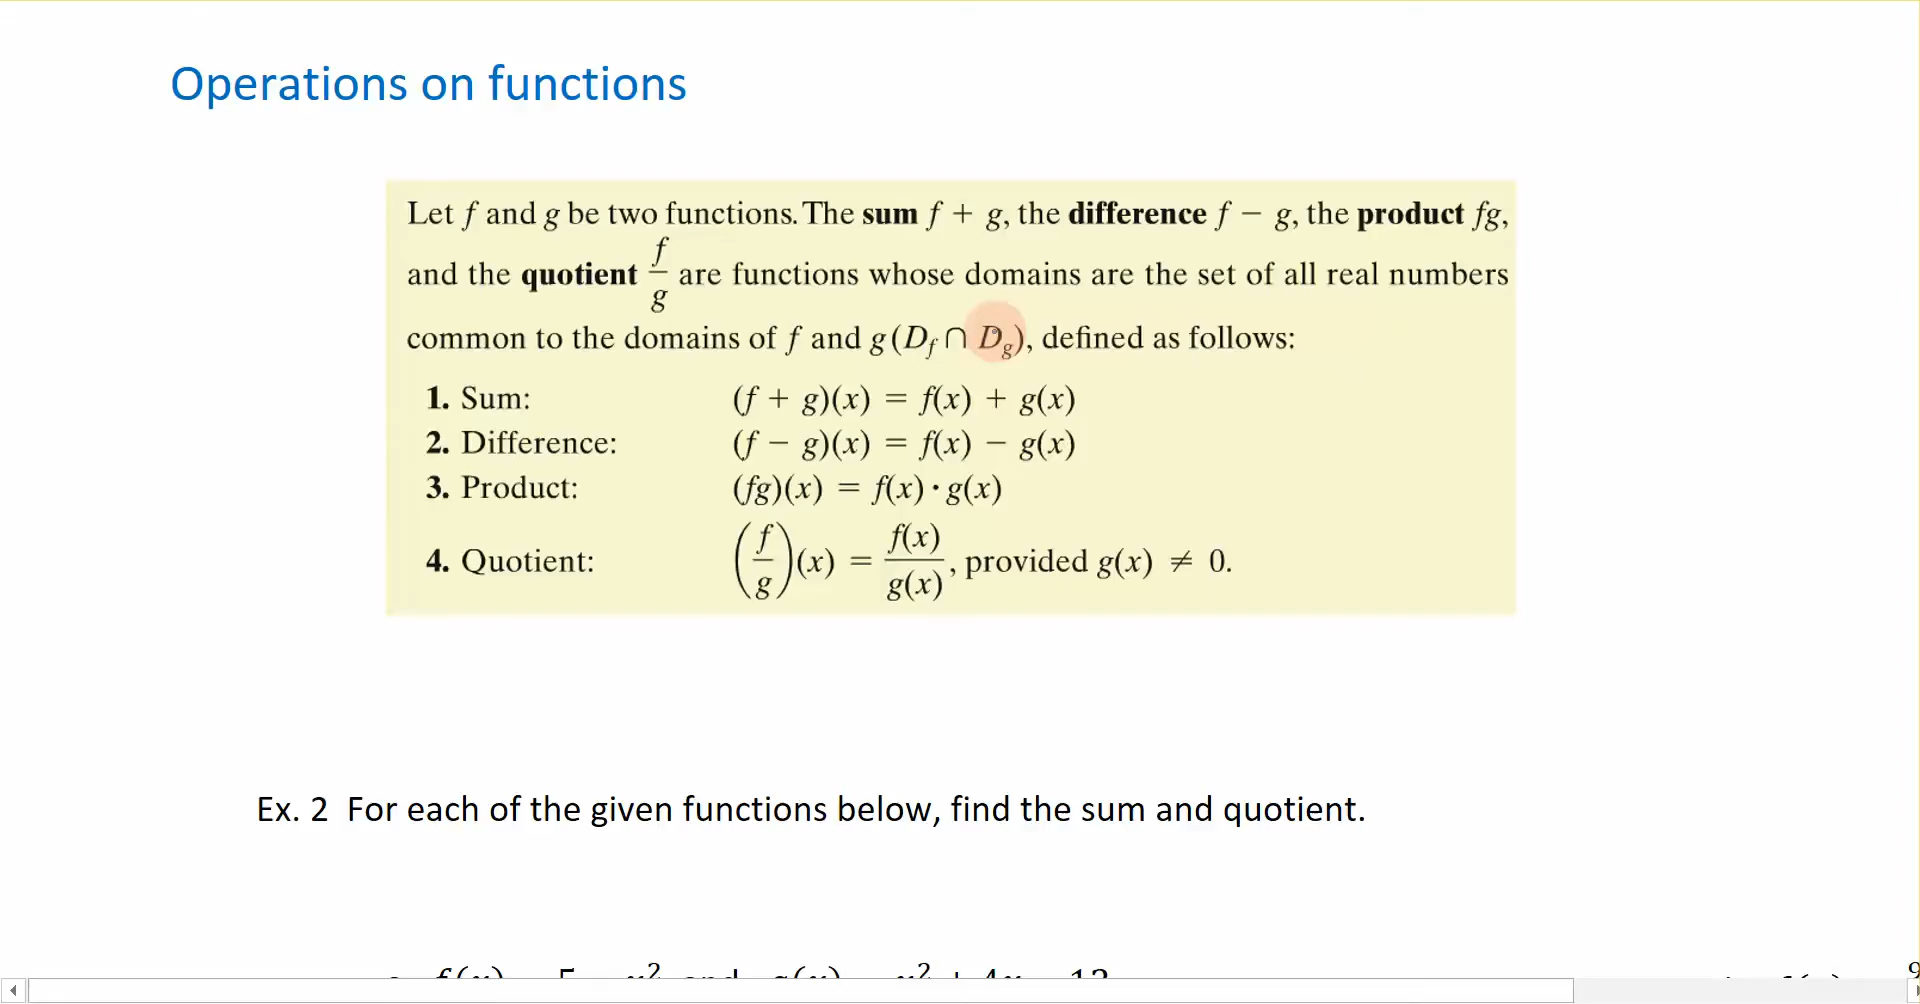 Operations on functions
Let f and g be two functions. The sum f + g, the difference f − g, the product fg,
and the quotient f/g are functions whose domains are the set of all real numbers
common to the domains of f and g (D_f ∩ D_g), defined as follows:
1. Sum: (f + g)(x) = f(x) + g(x)
2. Difference: (f − g)(x) = f(x) − g(x)
3. Product: (fg)(x) = f(x) · g(x)
4. Quotient: (f/g)(x) = f(x)/g(x), provided g(x) ≠ 0.
Ex. 2 For each of the given functions below, find the sum and quotient.